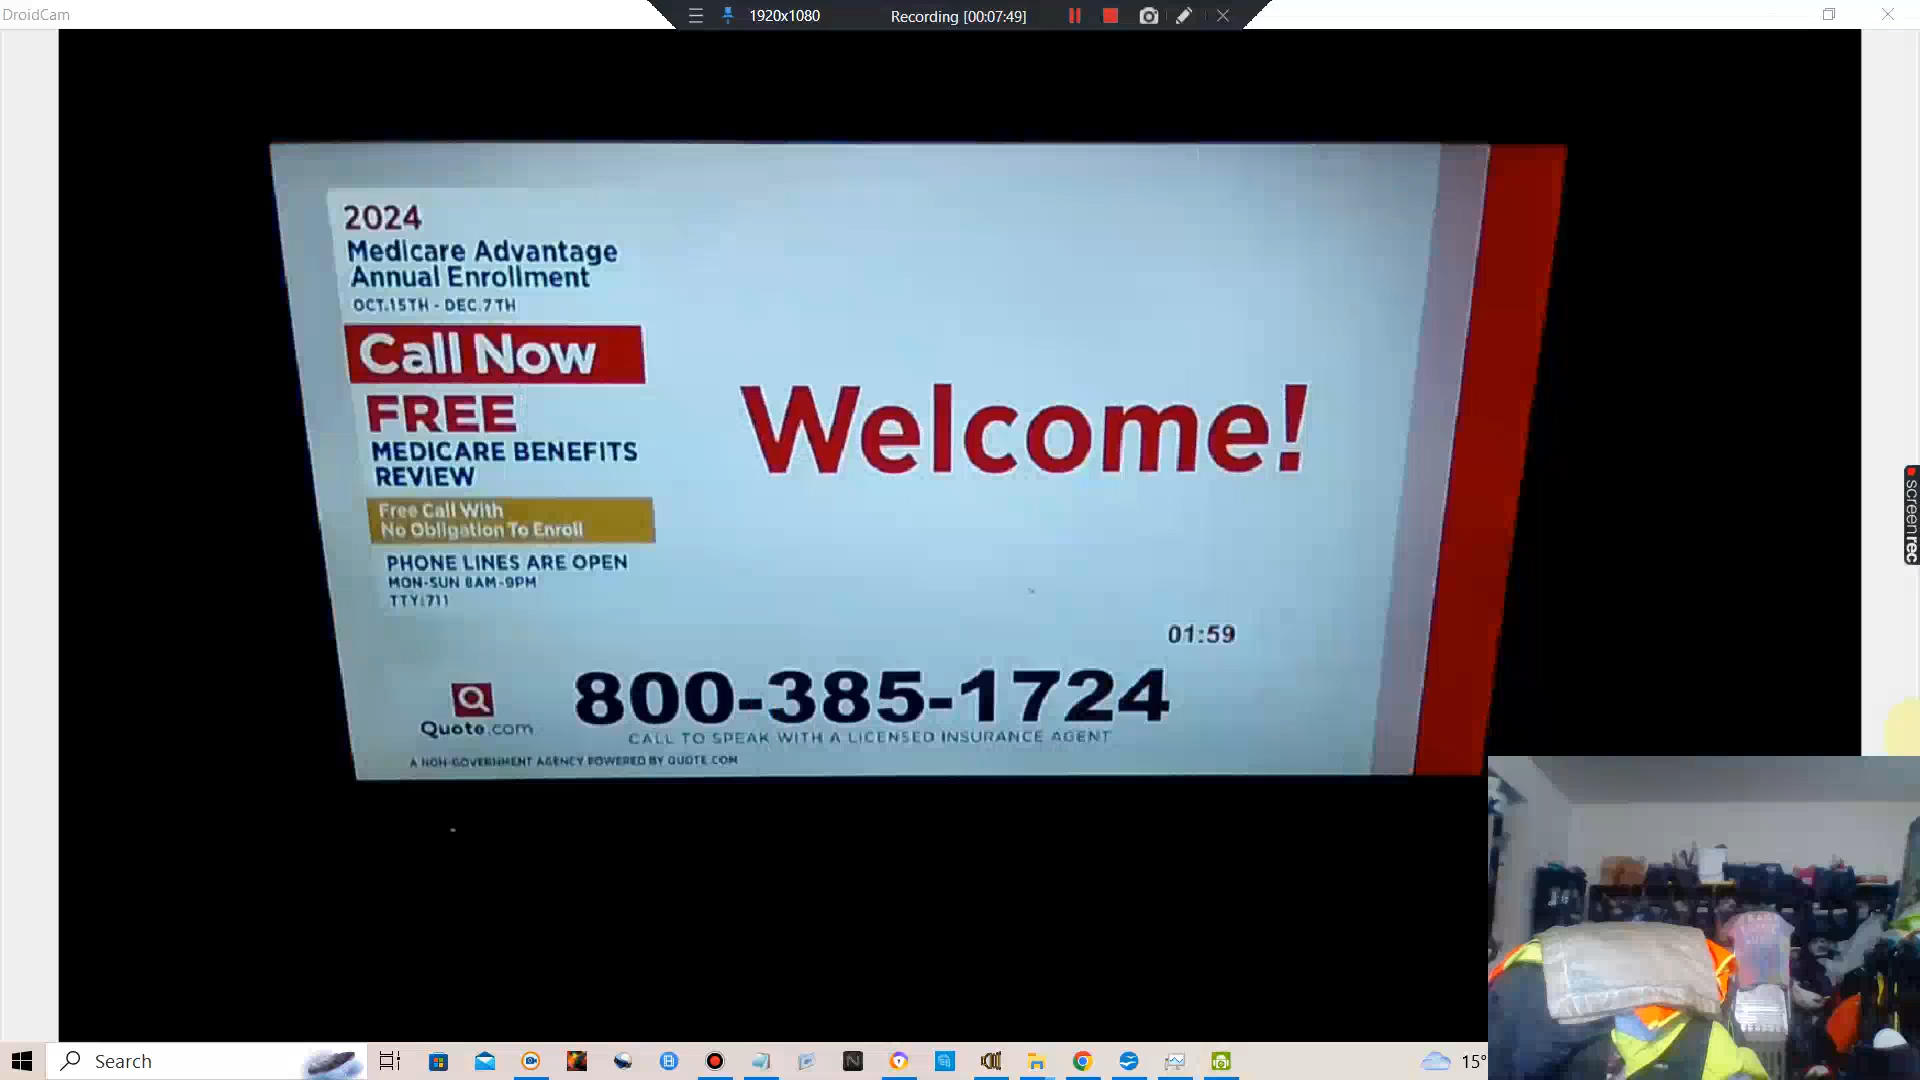 DroidCam
1920x1080
Recording [00:07:49]
2024
Medicare Advantage
Annual Enrollment
OCT.15TH - DEC.7TH
Call Now
FREE
MEDICARE BENEFITS
REVIEW
Free Call With
No Obligation To Enroll
PHONE LINES ARE OPEN
MON-SUN 8AM-9PM
TTY:711
Welcome!
01:59
Quote.com
800-385-1724
CALL TO SPEAK WITH A LICENSED INSURANCE AGENT
A NON-GOVERNMENT AGENCY POWERED BY QUOTE.COM
screenrec
Search
15°